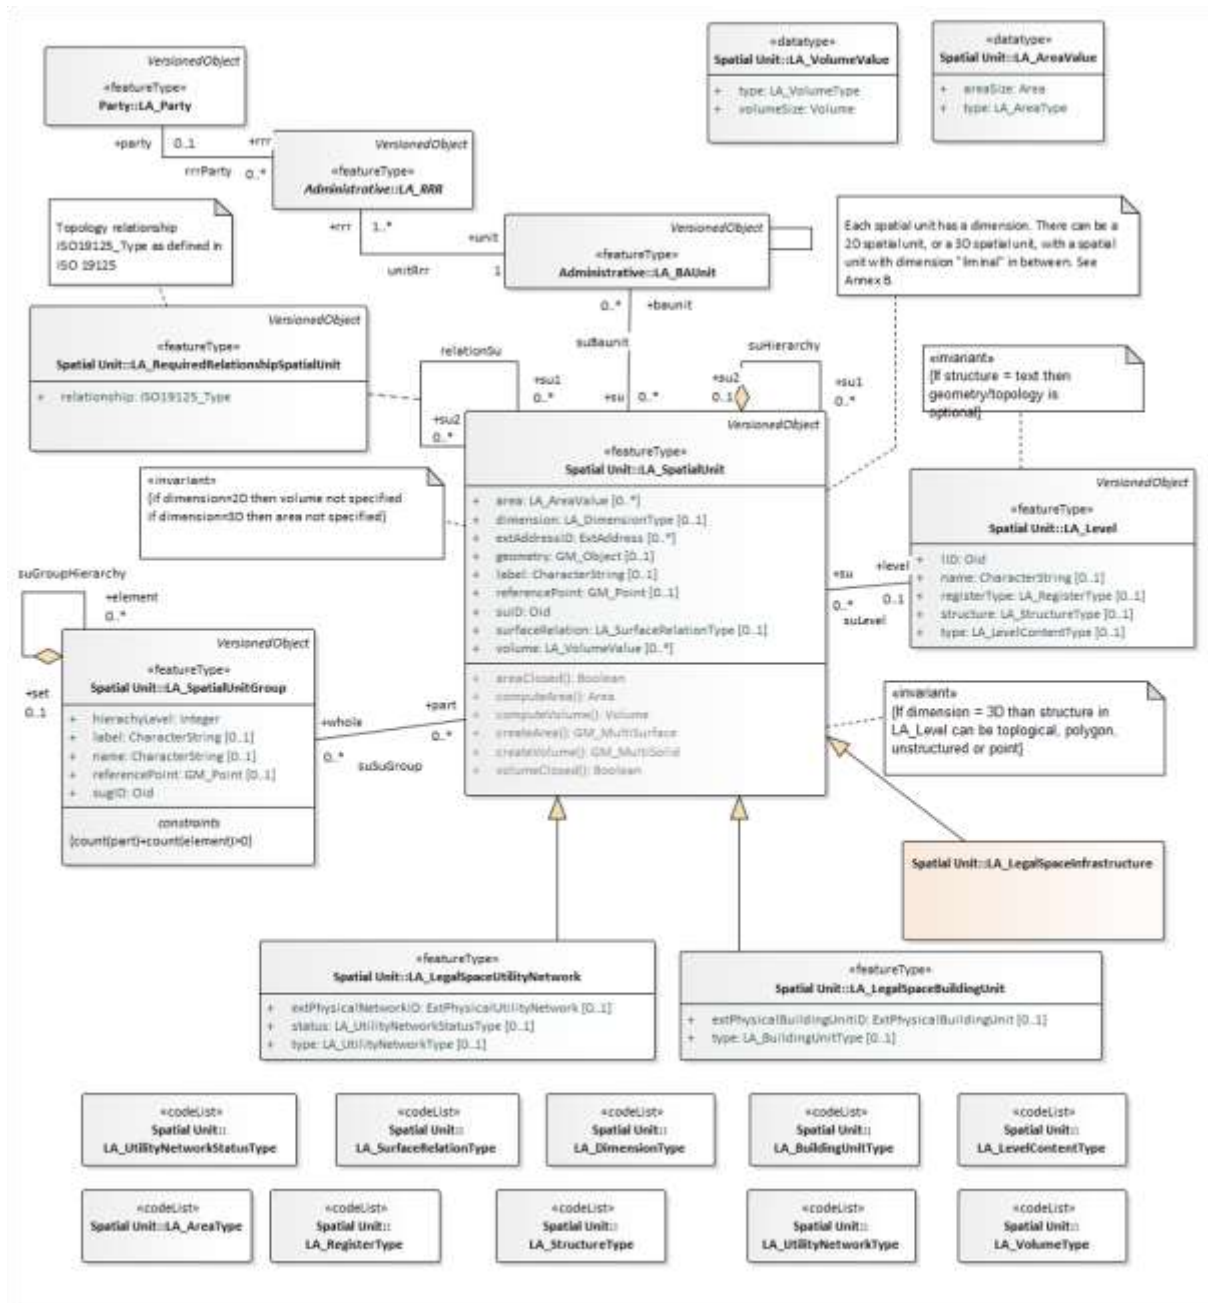 VersionedObject
«featureType»
Party::LA_Party
+party
0..1
+rrr
rrrParty
0..*
VersionedObject
«featureType»
Administrative::LA_RRR
+rrr
1..*
+unit
unitRrr
1
VersionedObject
«featureType»
Administrative::LA_BAUnit
0..*
+baunit
suBaunit
+su
0..*
«datatype»
Spatial Unit::LA_VolumeValue
+ type: LA_VolumeType
+ volumeSize: Volume
«datatype»
Spatial Unit::LA_AreaValue
+ areaSize: Area
+ type: LA_AreaType
Topology relationship
ISO19125_Type as defined in
ISO 19125
Each spatial unit has a dimension. There can be a
2D spatial unit, or a 3D spatial unit, with a spatial
unit with dimension "liminal" in between. See
Annex B
VersionedObject
«featureType»
Spatial Unit::LA_RequiredRelationshipSpatialUnit
+ relationship: ISO19125_Type
relationSu
+su1
0..*
+su2
0..*
suHierarchy
+su2
0..1
+su1
0..*
«invariant»
{If structure = text then
geometry/topology is
optional}
«invariant»
{if dimension=2D then volume not specified
if dimension=3D then area not specified}
VersionedObject
«featureType»
Spatial Unit::LA_SpatialUnit
+ area: LA_AreaValue [0..*]
+ dimension: LA_DimensionType [0..1]
+ extAddressID: ExtAddress [0..*]
+ geometry: GM_Object [0..1]
+ label: CharacterString [0..1]
+ referencePoint: GM_Point [0..1]
+ suID: Oid
+ surfaceRelation: LA_SurfaceRelationType [0..1]
+ volume: LA_VolumeValue [0..*]
+ areaClosed(): Boolean
+ computeArea(): Area
+ computeVolume(): Volume
+ createArea(): GM_MultiSurface
+ createVolume(): GM_MultiSolid
+ volumeClosed(): Boolean
VersionedObject
«featureType»
Spatial Unit::LA_Level
+ lID: Oid
+ name: CharacterString [0..1]
+ registerType: LA_RegisterType [0..1]
+ structure: LA_StructureType [0..1]
+ type: LA_LevelContentType [0..1]
+su
+level
0..*
0..1
suLevel
suGroupHierarchy
+element
0..*
+set
0..1
VersionedObject
«featureType»
Spatial Unit::LA_SpatialUnitGroup
+ hierachyLevel: Integer
+ label: CharacterString [0..1]
+ name: CharacterString [0..1]
+ referencePoint: GM_Point [0..1]
+ sugID: Oid
constraints
{count(part)+count(element)>0}
+whole
0..*
suSuGroup
+part
0..*
«invariant»
{If dimension = 3D than structure in
LA_Level can be toplogical, polygon,
unstructured or point}
Spatial Unit::LA_LegalSpaceInfrastructure
«featureType»
Spatial Unit::LA_LegalSpaceUtilityNetwork
+ extPhysicalNetworkID: ExtPhysicalUtilityNetwork [0..1]
+ status: LA_UtilityNetworkStatusType [0..1]
+ type: LA_UtilityNetworkType [0..1]
«featureType»
Spatial Unit::LA_LegalSpaceBuildingUnit
+ extPhysicalBuildingUnitID: ExtPhysicalBuildingUnit [0..1]
+ type: LA_BuildingUnitType [0..1]
«codeList»
Spatial Unit::
LA_UtilityNetworkStatusType
«codeList»
Spatial Unit::
LA_SurfaceRelationType
«codeList»
Spatial Unit::
LA_DimensionType
«codeList»
Spatial Unit::
LA_BuildingUnitType
«codeList»
Spatial Unit::
LA_LevelContentType
«codeList»
Spatial Unit::LA_AreaType
«codeList»
Spatial Unit::
LA_RegisterType
«codeList»
Spatial Unit::
LA_StructureType
«codeList»
Spatial Unit::
LA_UtilityNetworkType
«codeList»
Spatial Unit::
LA_VolumeType